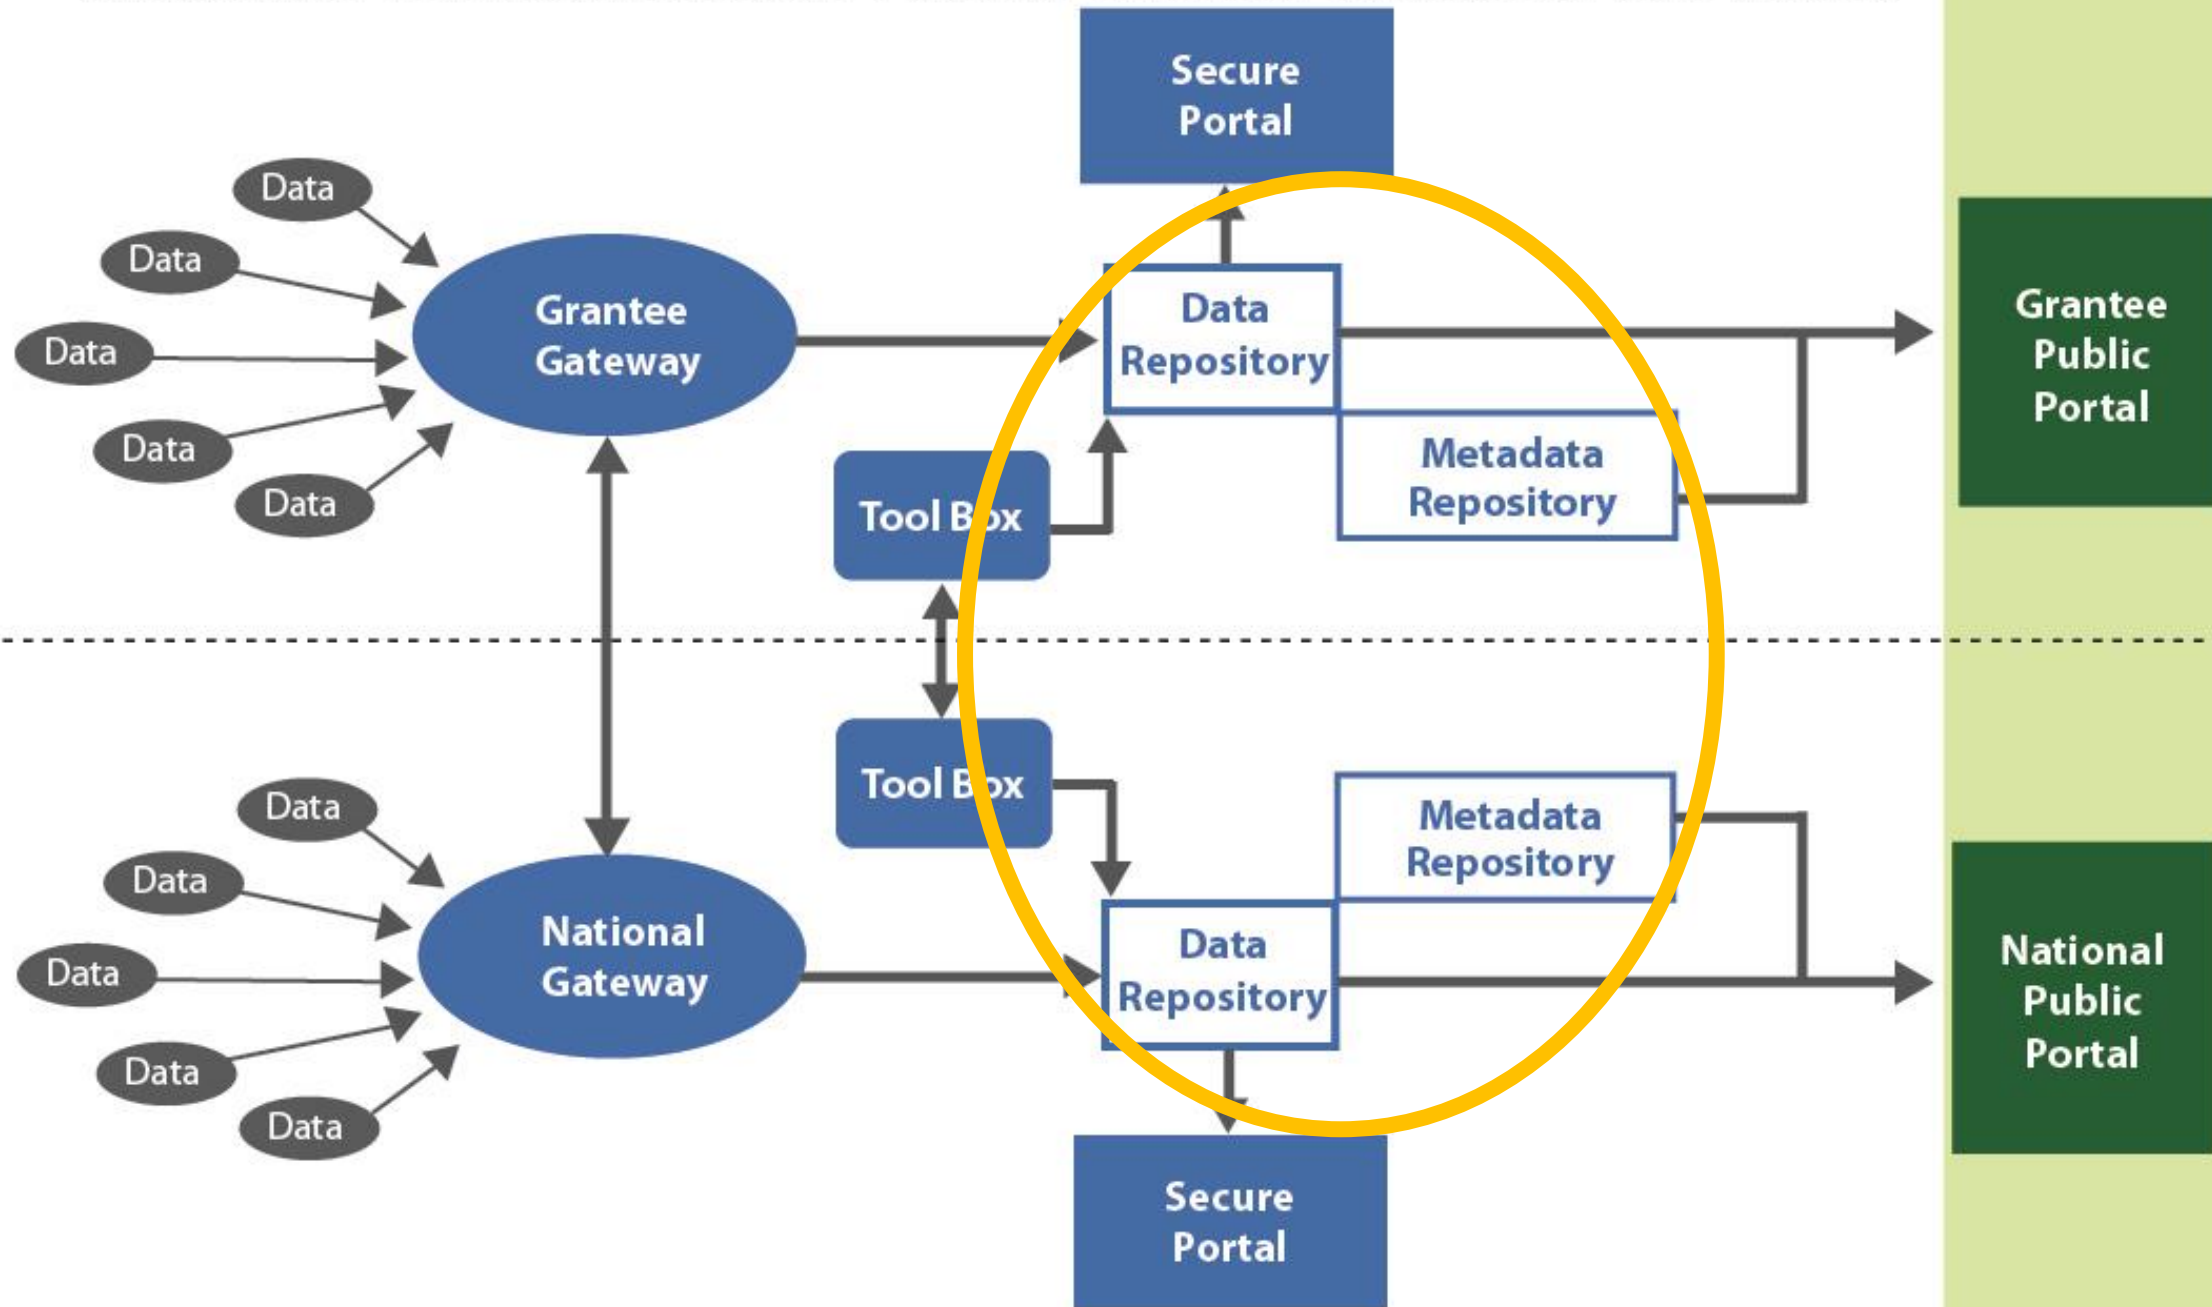 Secure
Portal
Data
Data
Data
Data
Data
Grantee
Gateway
Data
Repository
Metadata
Repository
Tool Box
Grantee
Public
Portal
Tool Box
Metadata
Repository
Data
Data
Data
Data
Data
National
Gateway
Data
Repository
National
Public
Portal
Secure
Portal